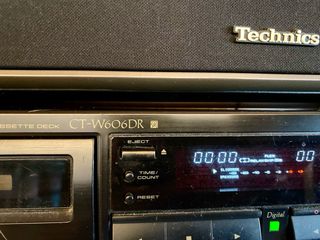 Technics
CASSETTE DECK CT-W606DR
EJECT
00:00 00
TIME/
COUNT
RESET
Digital